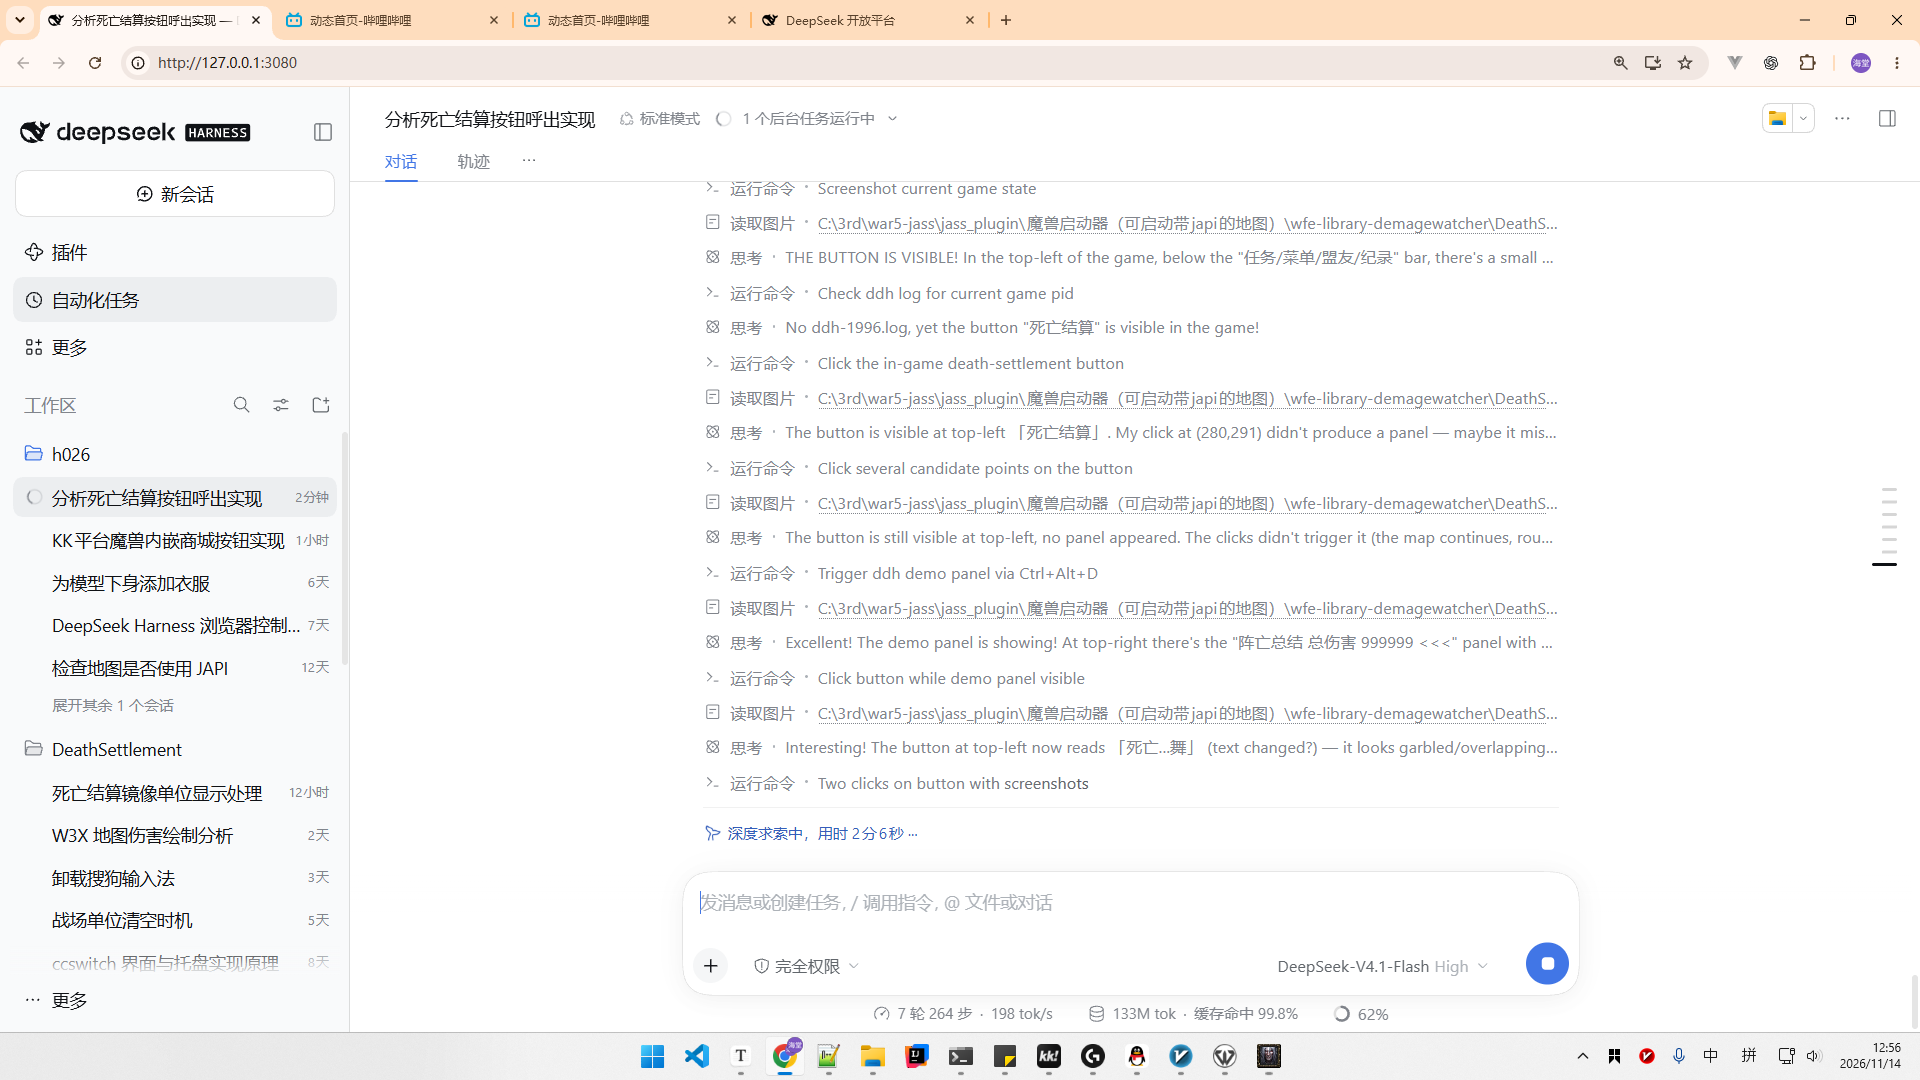 分析死亡结算按钮呼出实现 —
动态首页-哔哩哔哩
动态首页-哔哩哔哩
DeepSeek 开放平台
http://127.0.0.1:3080
海堂
deepseek HARNESS
新会话
插件
自动化任务
更多
工作区
h026
分析死亡结算按钮呼出实现 2分钟
KK平台魔兽内嵌商城按钮实现 1小时
为模型下身添加衣服 6天
DeepSeek Harness 浏览器控制... 7天
检查地图是否使用 JAPI 12天
展开其余 1 个会话
DeathSettlement
死亡结算镜像单位显示处理 12小时
W3X 地图伤害绘制分析 2天
卸载搜狗输入法 3天
战场单位清空时机 5天
ccswitch 界面与托盘实现原理 8天
更多
分析死亡结算按钮呼出实现 标准模式 1 个后台任务运行中
对话 轨迹 ...
运行命令 · Screenshot current game state
读取图片 · C:\3rd\war5-jass\jass_plugin\魔兽启动器（可启动带japi的地图）\wfe-library-demagewatcher\DeathS...
思考 · THE BUTTON IS VISIBLE! In the top-left of the game, below the "任务/菜单/盟友/纪录" bar, there's a small ...
运行命令 · Check ddh log for current game pid
思考 · No ddh-1996.log, yet the button "死亡结算" is visible in the game!
运行命令 · Click the in-game death-settlement button
读取图片 · C:\3rd\war5-jass\jass_plugin\魔兽启动器（可启动带japi的地图）\wfe-library-demagewatcher\DeathS...
思考 · The button is visible at top-left 「死亡结算」. My click at (280,291) didn't produce a panel — maybe it mis...
运行命令 · Click several candidate points on the button
读取图片 · C:\3rd\war5-jass\jass_plugin\魔兽启动器（可启动带japi的地图）\wfe-library-demagewatcher\DeathS...
思考 · The button is still visible at top-left, no panel appeared. The clicks didn't trigger it (the map continues, rou...
运行命令 · Trigger ddh demo panel via Ctrl+Alt+D
读取图片 · C:\3rd\war5-jass\jass_plugin\魔兽启动器（可启动带japi的地图）\wfe-library-demagewatcher\DeathS...
思考 · Excellent! The demo panel is showing! At top-right there's the "阵亡总结 总伤害 999999 <<<" panel with ...
运行命令 · Click button while demo panel visible
读取图片 · C:\3rd\war5-jass\jass_plugin\魔兽启动器（可启动带japi的地图）\wfe-library-demagewatcher\DeathS...
思考 · Interesting! The button at top-left now reads 「死亡...舞」 (text changed?) — it looks garbled/overlapping...
运行命令 · Two clicks on button with screenshots
深度求索中，用时 2分6秒 ...
发消息或创建任务, / 调用指令, @ 文件或对话
完全权限
DeepSeek-V4.1-Flash High
7 轮 264 步 · 198 tok/s 133M tok · 缓存命中 99.8% 62%
T
海堂
kk!
中
拼
12:56
2026/11/14